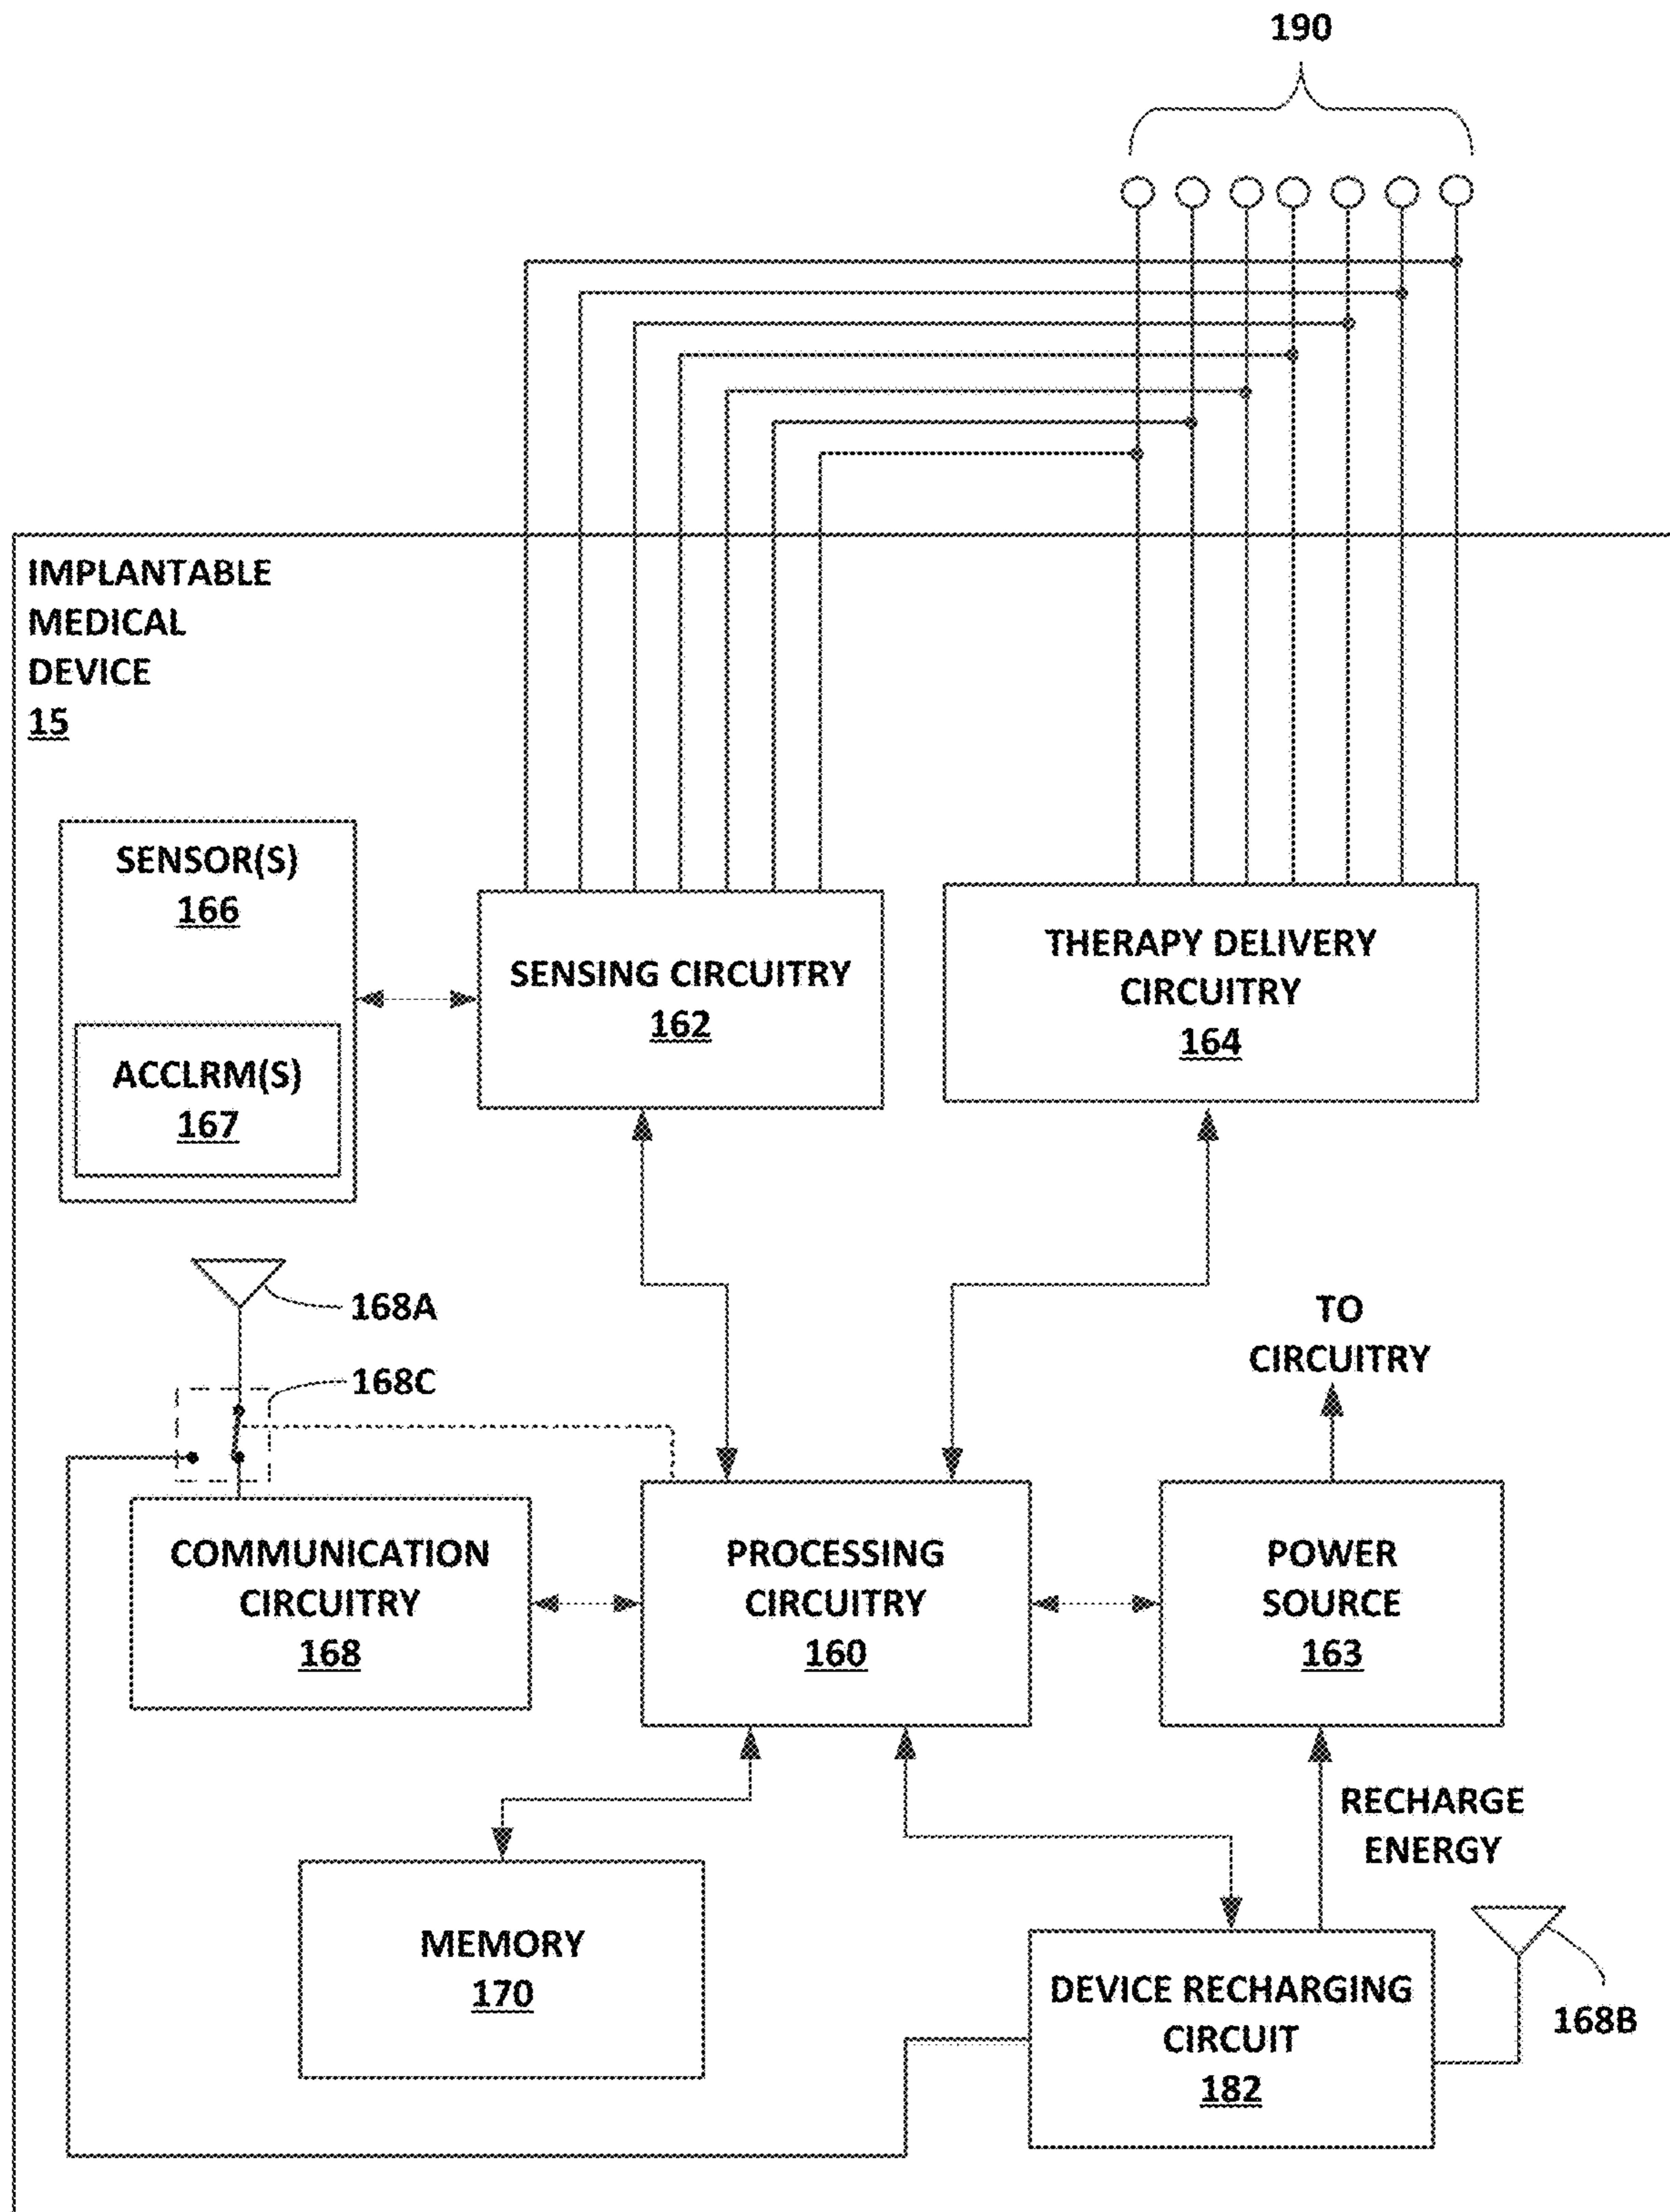 190
IMPLANTABLE
MEDICAL
DEVICE
15
SENSOR(S)
166
ACCLRM(S)
167
SENSING CIRCUITRY
162
THERAPY DELIVERY
CIRCUITRY
164
168A
168C
TO
CIRCUITRY
COMMUNICATION
CIRCUITRY
168
PROCESSING
CIRCUITRY
160
POWER
SOURCE
163
RECHARGE
ENERGY
MEMORY
170
DEVICE RECHARGING
CIRCUIT
182
168B